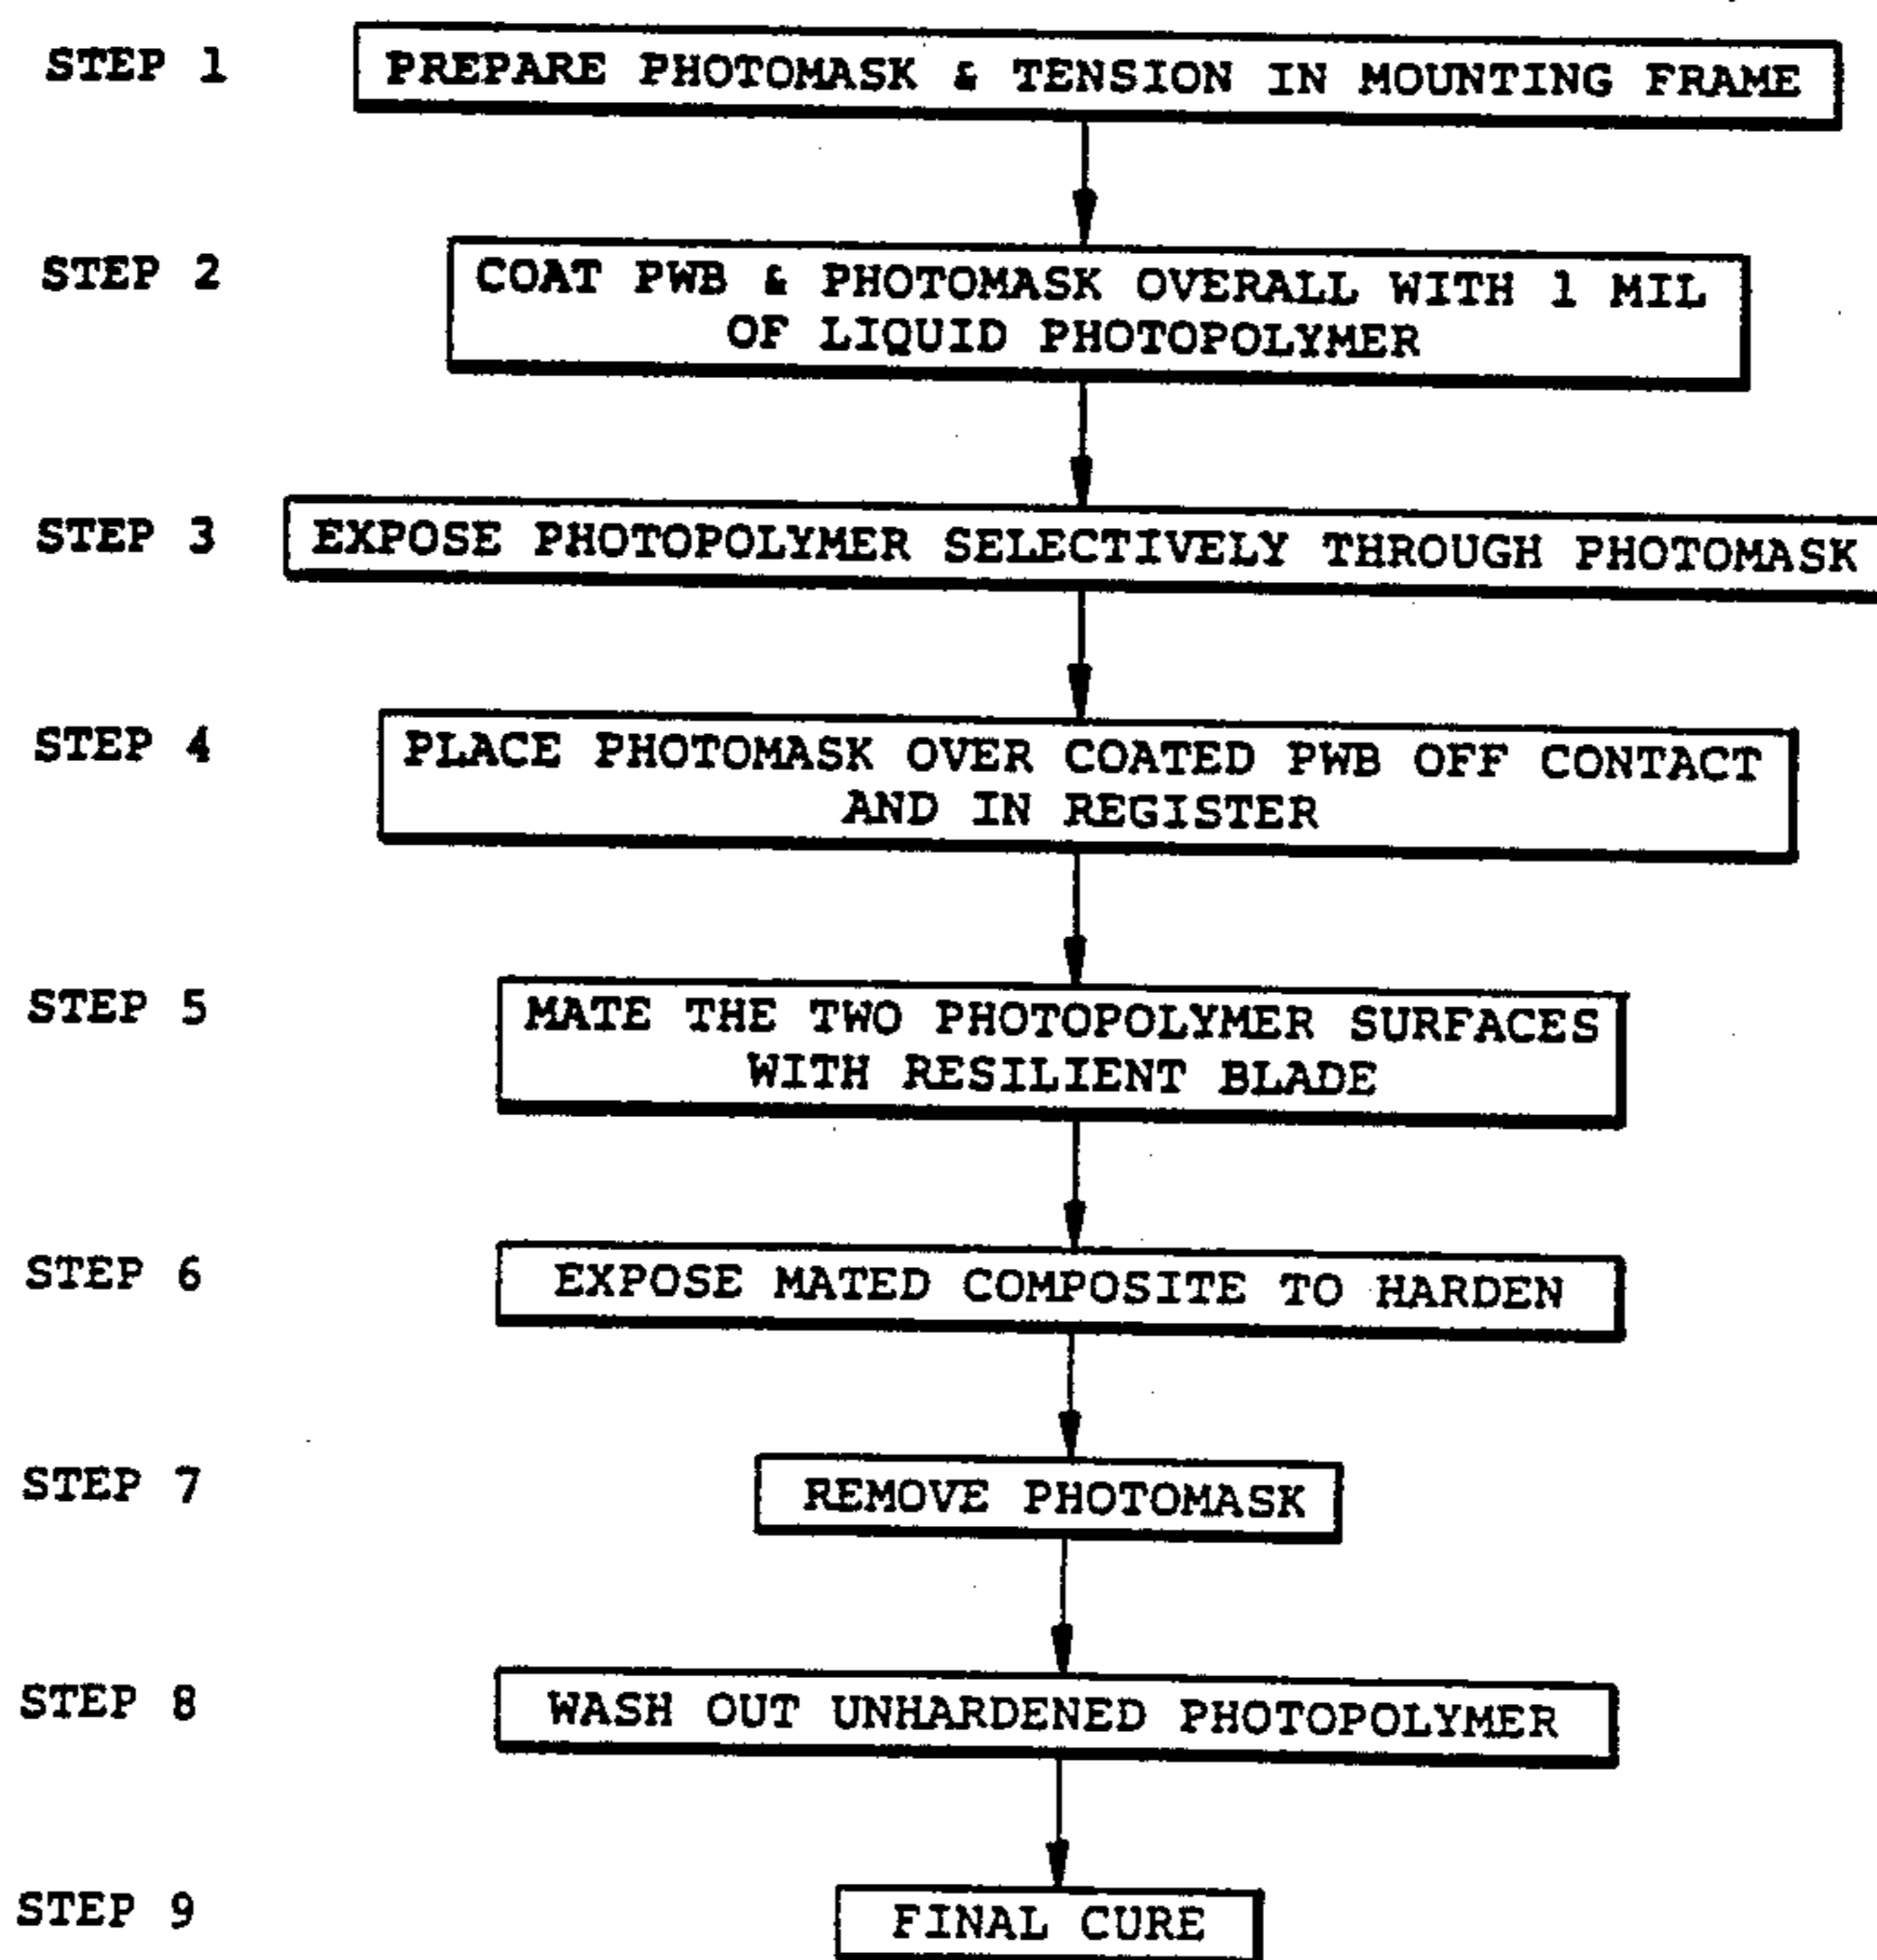 STEP 1
PREPARE PHOTOMASK & TENSION IN MOUNTING FRAME
STEP 2
COAT PWB & PHOTOMASK OVERALL WITH 1 MIL
OF LIQUID PHOTOPOLYMER
STEP 3
EXPOSE PHOTOPOLYMER SELECTIVELY THROUGH PHOTOMASK
STEP 4
PLACE PHOTOMASK OVER COATED PWB OFF CONTACT
AND IN REGISTER
STEP 5
MATE THE TWO PHOTOPOLYMER SURFACES
WITH RESILIENT BLADE
STEP 6
EXPOSE MATED COMPOSITE TO HARDEN
STEP 7
REMOVE PHOTOMASK
STEP 8
WASH OUT UNHARDENED PHOTOPOLYMER
STEP 9
FINAL CURE